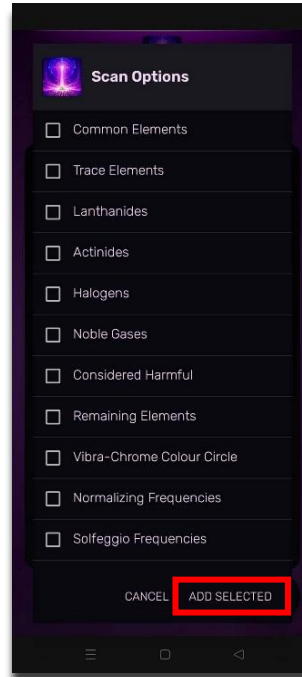 Scan Options
Common Elements
Trace Elements
Lanthanides
Actinides
Halogens
Noble Gases
Considered Harmful
Remaining Elements
Vibra-Chrome Colour Circle
Normalizing Frequencies
Solfeggio Frequencies
CANCEL ADD SELECTED